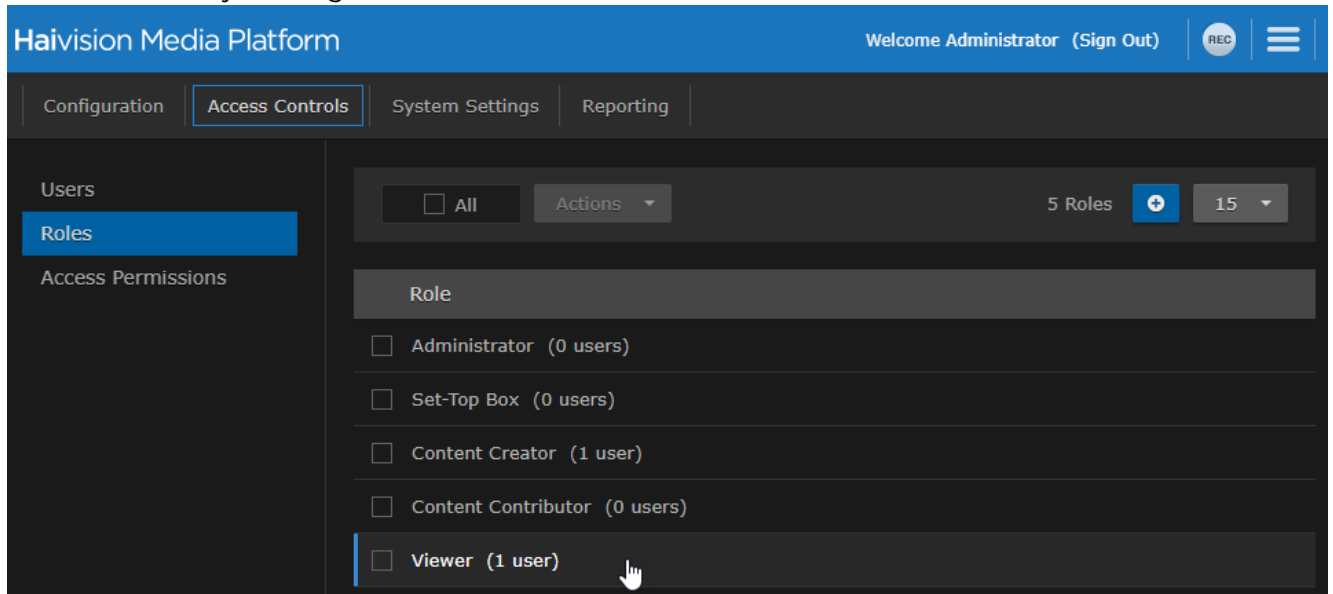 Haivision Media Platform
Welcome Administrator (Sign Out)
REC
Configuration
Access Controls
System Settings
Reporting
Users
Roles
Access Permissions
All
Actions
5 Roles
15
Role
Administrator (0 users)
Set-Top Box (0 users)
Content Creator (1 user)
Content Contributor (0 users)
Viewer (1 user)